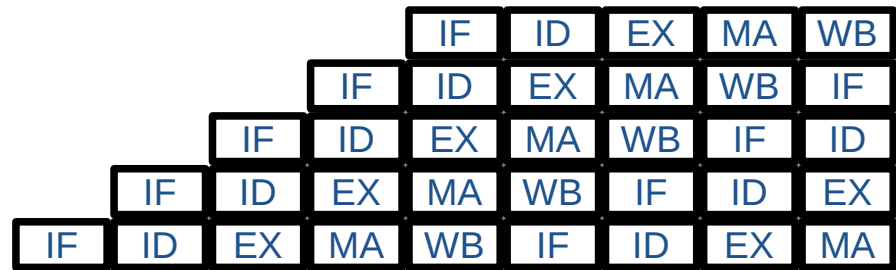 IF ID EX MA WB
IF ID EX MA WB IF
IF ID EX MA WB IF ID
IF ID EX MA WB IF ID EX
IF ID EX MA WB IF ID EX MA